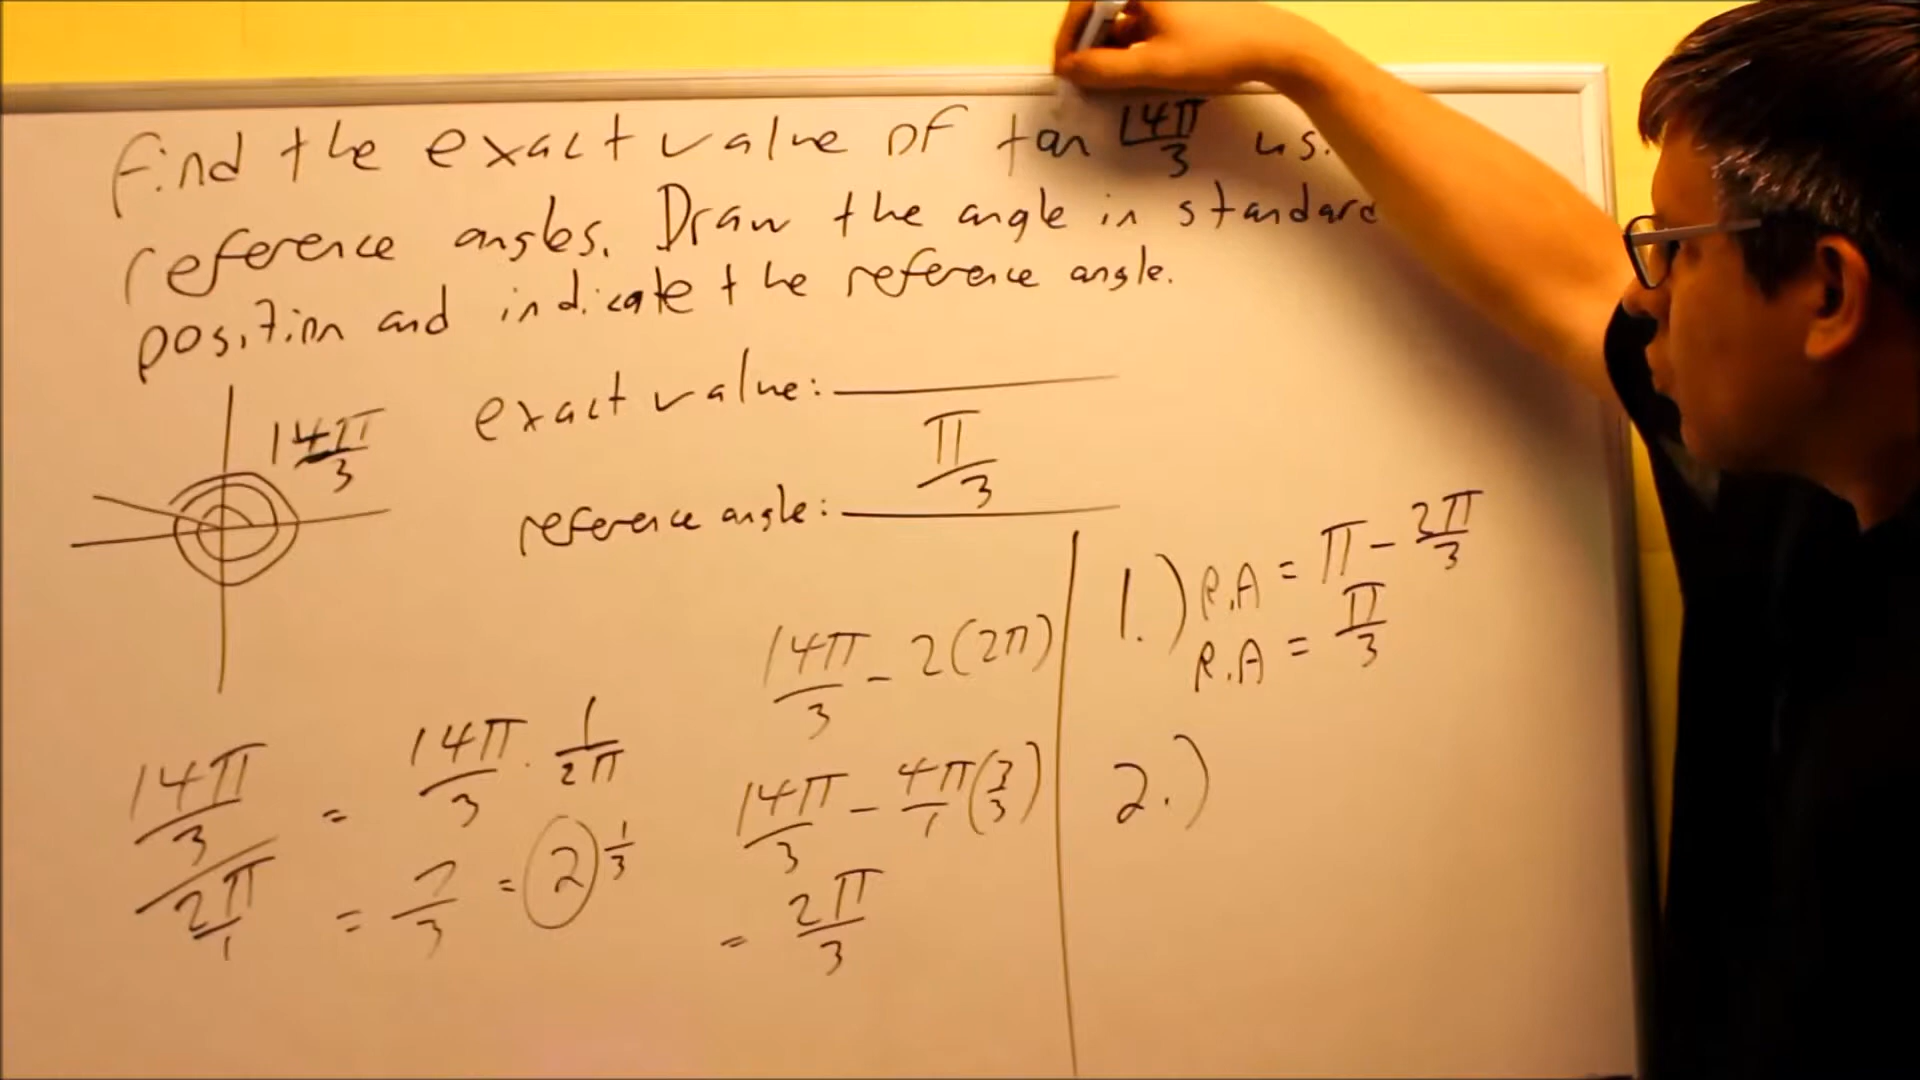 Find the exact value of tan 14π/3 us.
reference angles. Draw the angle in standard
position and indicate the reference angle.
14π/3
exact value:
reference angle: π/3
14π/3 / 2π/1 = 14π/3 · 1/2π
= 7/3 = 2 1/3
14π/3 - 2(2π)
14π/3 - 4π/1 (3/3)
= 2π/3
1.) R.A = π - 2π/3
R.A = π/3
2.)